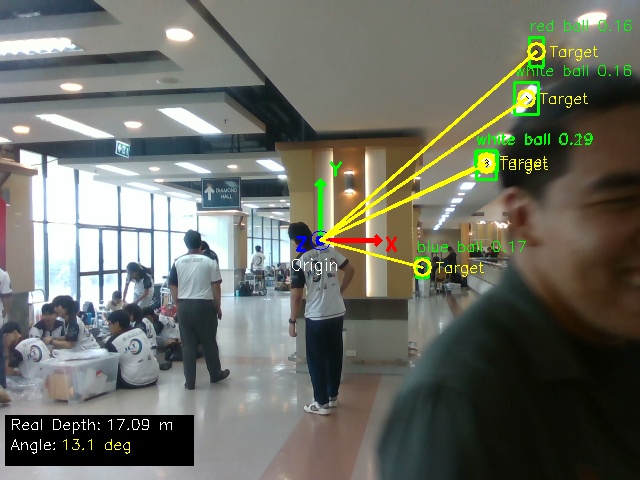 red ball 0.16
Target
white ball 0.16
Target
white ball 0.29
Target
Y
DIAMOND
HALL
Z
X
Origin
blue ball 0.17
Target
Real Depth: 17.09 m
Angle: 13.1 deg